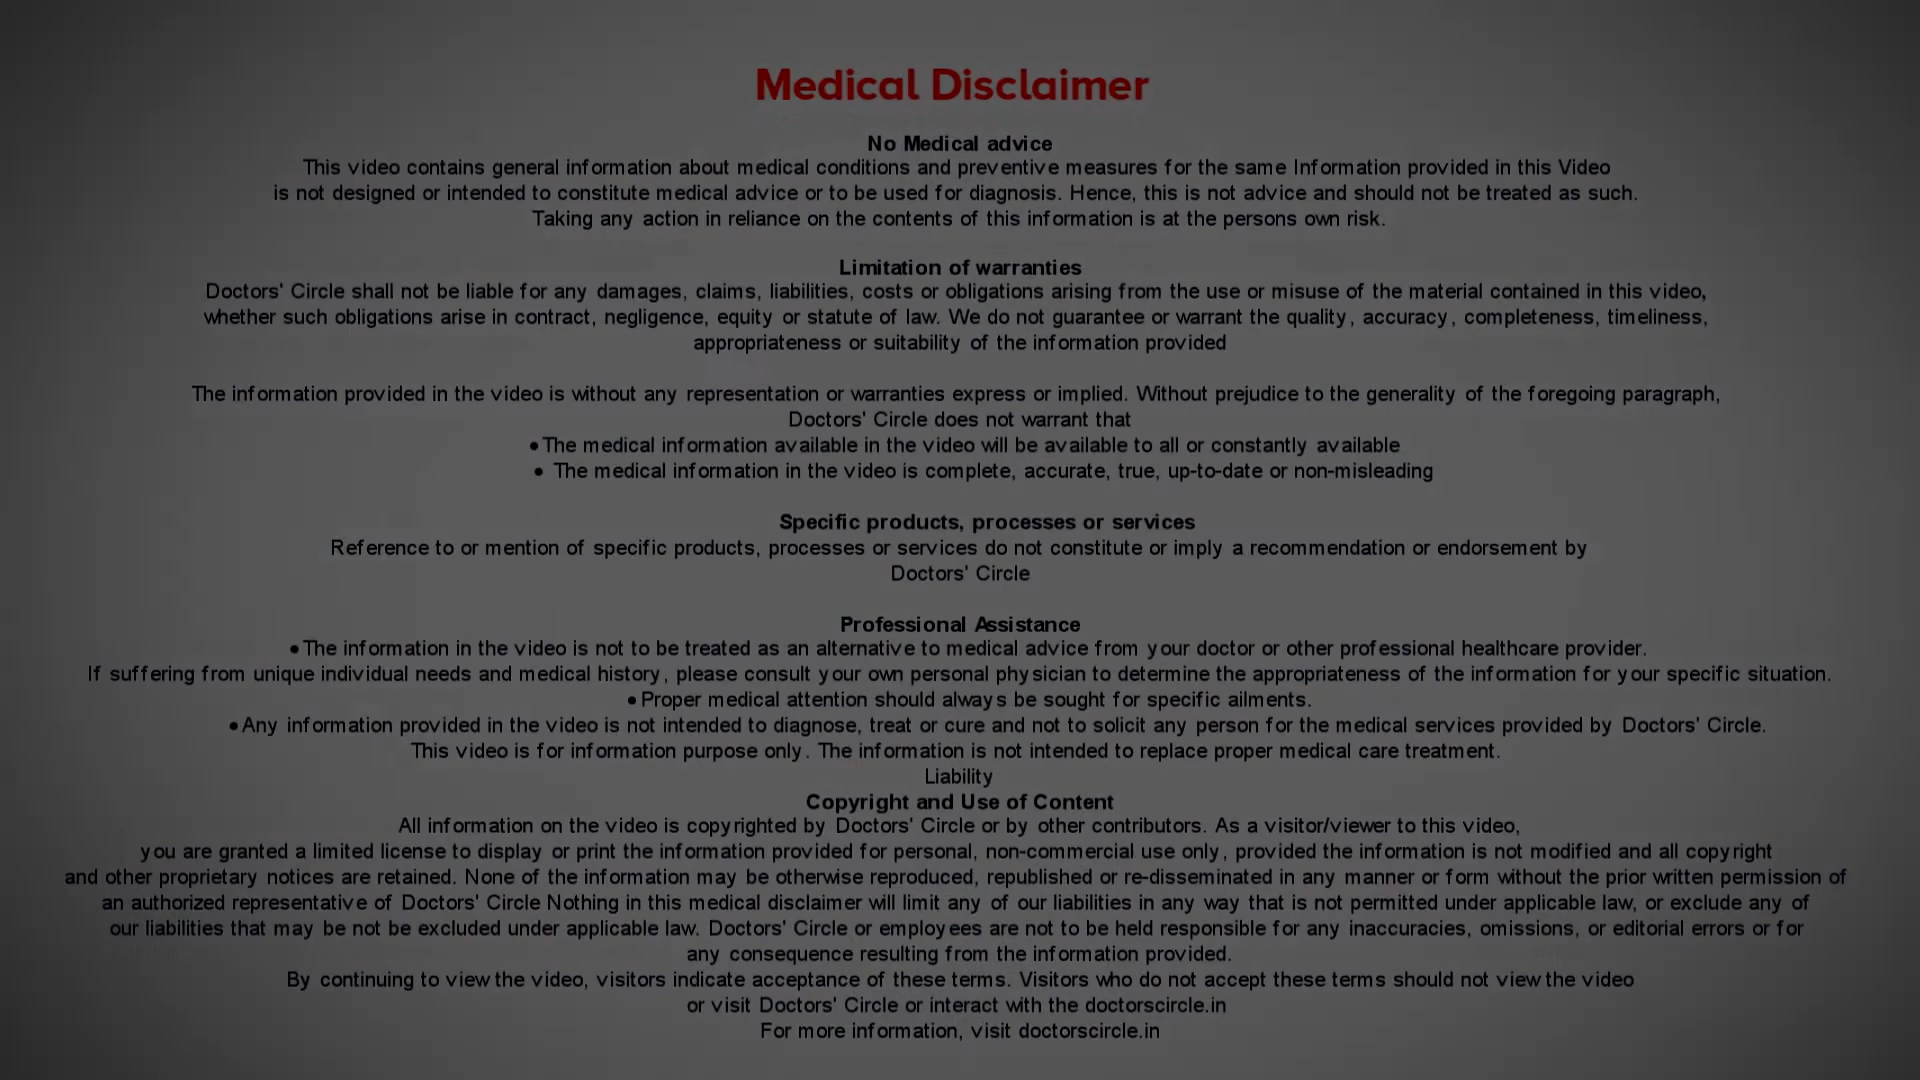 Medical Disclaimer
No Medical advice
This video contains general information about medical conditions and preventive measures for the same Information provided in this Video
is not designed or intended to constitute medical advice or to be used for diagnosis. Hence, this is not advice and should not be treated as such.
Taking any action in reliance on the contents of this information is at the persons own risk.
Limitation of warranties
Doctors' Circle shall not be liable for any damages, claims, liabilities, costs or obligations arising from the use or misuse of the material contained in this video,
whether such obligations arise in contract, negligence, equity or statute of law. We do not guarantee or warrant the quality, accuracy, completeness, timeliness,
appropriateness or suitability of the information provided
The information provided in the video is without any representation or warranties express or implied. Without prejudice to the generality of the foregoing paragraph,
Doctors' Circle does not warrant that
•The medical information available in the video will be available to all or constantly available
• The medical information in the video is complete, accurate, true, up-to-date or non-misleading
Specific products, processes or services
Reference to or mention of specific products, processes or services do not constitute or imply a recommendation or endorsement by
Doctors' Circle
Professional Assistance
•The information in the video is not to be treated as an alternative to medical advice from your doctor or other professional healthcare provider.
If suffering from unique individual needs and medical history, please consult your own personal physician to determine the appropriateness of the information for your specific situation.
•Proper medical attention should always be sought for specific ailments.
•Any information provided in the video is not intended to diagnose, treat or cure and not to solicit any person for the medical services provided by Doctors' Circle.
This video is for information purpose only. The information is not intended to replace proper medical care treatment.
Liability
Copyright and Use of Content
All information on the video is copyrighted by Doctors' Circle or by other contributors. As a visitor/viewer to this video,
you are granted a limited license to display or print the information provided for personal, non-commercial use only, provided the information is not modified and all copyright
and other proprietary notices are retained. None of the information may be otherwise reproduced, republished or re-disseminated in any manner or form without the prior written permission of
an authorized representative of Doctors' Circle Nothing in this medical disclaimer will limit any of our liabilities in any way that is not permitted under applicable law, or exclude any of
our liabilities that may be not be excluded under applicable law. Doctors' Circle or employees are not to be held responsible for any inaccuracies, omissions, or editorial errors or for
any consequence resulting from the information provided.
By continuing to view the video, visitors indicate acceptance of these terms. Visitors who do not accept these terms should not view the video
or visit Doctors' Circle or interact with the doctorscircle.in
For more information, visit doctorscircle.in